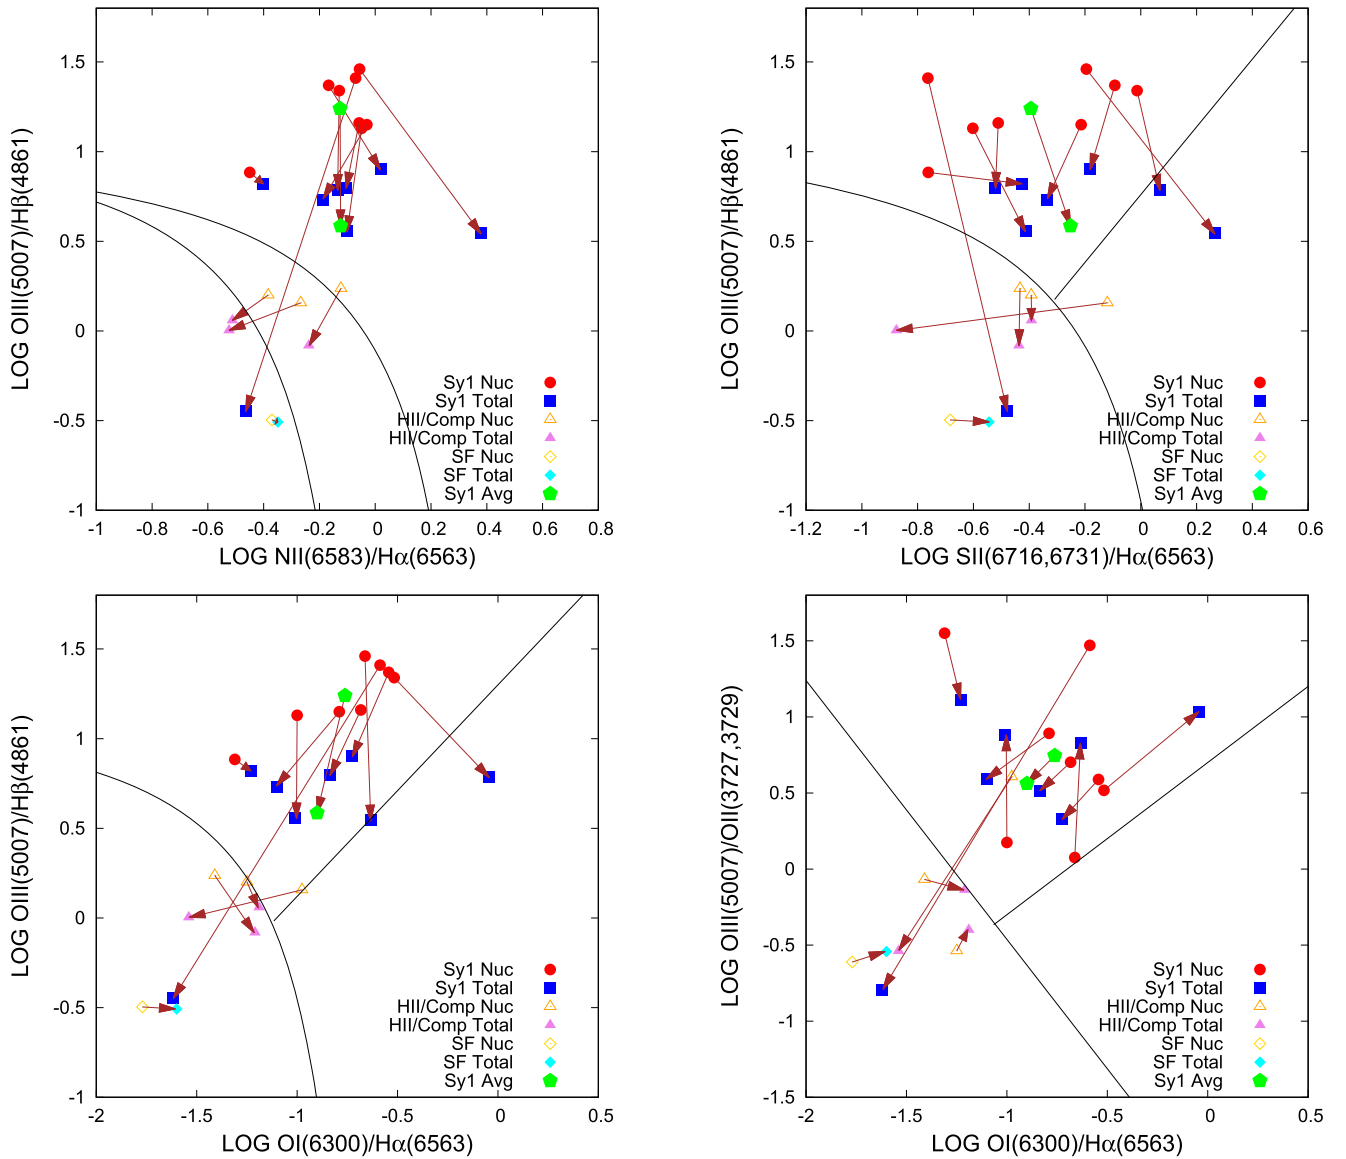 1.5
1
0.5
0
-0.5
-1
LOG OIII(5007)/Hβ(4861)
-1 -0.8 -0.6 -0.4 -0.2 0 0.2 0.4 0.6 0.8
LOG NII(6583)/Hα(6563)
Sy1 Nuc
Sy1 Total
HII/Comp Nuc
HII/Comp Total
SF Nuc
SF Total
Sy1 Avg
1.5
1
0.5
0
-0.5
-1
LOG OIII(5007)/Hβ(4861)
-1.2 -1 -0.8 -0.6 -0.4 -0.2 0 0.2 0.4 0.6
LOG SII(6716,6731)/Hα(6563)
Sy1 Nuc
Sy1 Total
HII/Comp Nuc
HII/Comp Total
SF Nuc
SF Total
Sy1 Avg
1.5
1
0.5
0
-0.5
-1
LOG OIII(5007)/Hβ(4861)
-2 -1.5 -1 -0.5 0 0.5
LOG OI(6300)/Hα(6563)
Sy1 Nuc
Sy1 Total
HII/Comp Nuc
HII/Comp Total
SF Nuc
SF Total
Sy1 Avg
1.5
1
0.5
0
-0.5
-1
-1.5
LOG OIII(5007)/OII(3727,3729)
-2 -1.5 -1 -0.5 0 0.5
LOG OI(6300)/Hα(6563)
Sy1 Nuc
Sy1 Total
HII/Comp Nuc
HII/Comp Total
SF Nuc
SF Total
Sy1 Avg